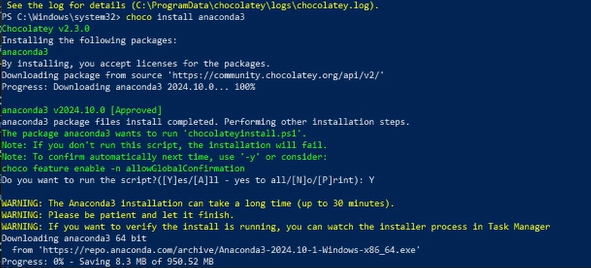 See the log for details (C:\ProgramData\chocolatey\logs\chocolatey.log).
PS C:\Windows\system32> choco install anaconda3
Chocolatey v2.3.0
Installing the following packages:
anaconda3
By installing, you accept licenses for the packages.
Downloading package from source 'https://community.chocolatey.org/api/v2/'
Progress: Downloading anaconda3 2024.10.0... 100%

anaconda3 v2024.10.0 [Approved]
anaconda3 package files install completed. Performing other installation steps.
The package anaconda3 wants to run 'chocolateyinstall.ps1'.
Note: If you don't run this script, the installation will fail.
Note: To confirm automatically next time, use '-y' or consider:
choco feature enable -n allowGlobalConfirmation
Do you want to run the script?([Y]es/[A]ll - yes to all/[N]o/[P]rint): Y

WARNING: The Anaconda3 installation can take a long time (up to 30 minutes).
WARNING: Please be patient and let it finish.
WARNING: If you want to verify the install is running, you can watch the installer process in Task Manager
Downloading anaconda3 64 bit
  from 'https://repo.anaconda.com/archive/Anaconda3-2024.10-1-Windows-x86_64.exe'
Progress: 0% - Saving 8.3 MB of 950.52 MB